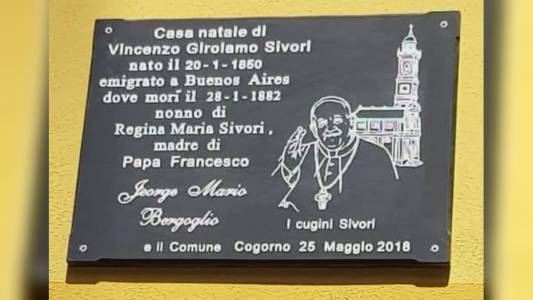 Casa natale di
Vincenzo Girolamo Sivori
nato il 20-1-1850
emigrato a Buenos Aires
dove morì il 28-1-1882
nonno di
Regina Maria Sivori,
madre di
Papa Francesco
Jeorge Mario
Bergoglio
I cugini Sivori
e il Comune Cogorno 25 Maggio 2018